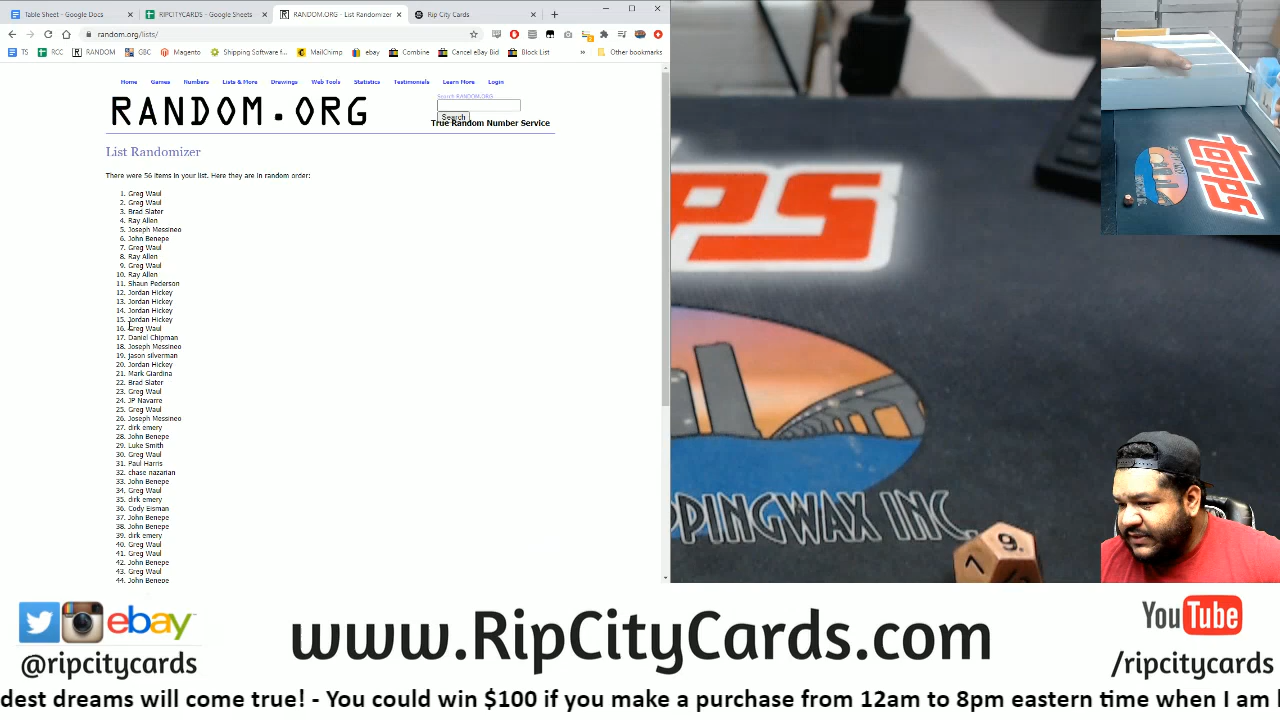 Table Sheet - Google Docs
RIPCITYCARDS - Google Sheets
RANDOM.ORG - List Randomizer
Rip City Cards
random.org/lists/
TS RCC RANDOM GBC Magento Shipping Software f... MailChimp ebay Combine Cancel eBay Bid Block List » Other bookmarks
Home Games Numbers Lists & More Drawings Web Tools Statistics Testimonials Learn More Login
RANDOM.ORG
Search RANDOM.ORG
Search
True Random Number Service
List Randomizer
There were 56 items in your list. Here they are in random order:
1. Greg Waul
2. Greg Waul
3. Brad Slater
4. Ray Allen
5. Joseph Messineo
6. John Benepe
7. Greg Waul
8. Ray Allen
9. Greg Waul
10. Ray Allen
11. Shaun Pederson
12. Jordan Hickey
13. Jordan Hickey
14. Jordan Hickey
15. Jordan Hickey
16. Greg Waul
17. Daniel Chipman
18. Joseph Messineo
19. jason silverman
20. Jordan Hickey
21. Mark Giardina
22. Brad Slater
23. Greg Waul
24. JP Navarre
25. Greg Waul
26. Joseph Messineo
27. dirk emery
28. John Benepe
29. Luke Smith
30. Greg Waul
31. Paul Harris
32. chase nazarian
33. John Benepe
34. Greg Waul
35. dirk emery
36. Cody Eisman
37. John Benepe
38. John Benepe
39. dirk emery
40. Greg Waul
41. Greg Waul
42. John Benepe
43. Greg Waul
44. John Benepe
PS
PPINGWAX INC.
9.
7
topps
@ripcitycards
ebay
www.RipCityCards.com
YouTube
/ripcitycards
dest dreams will come true! - You could win $100 if you make a purchase from 12am to 8pm eastern time when I am